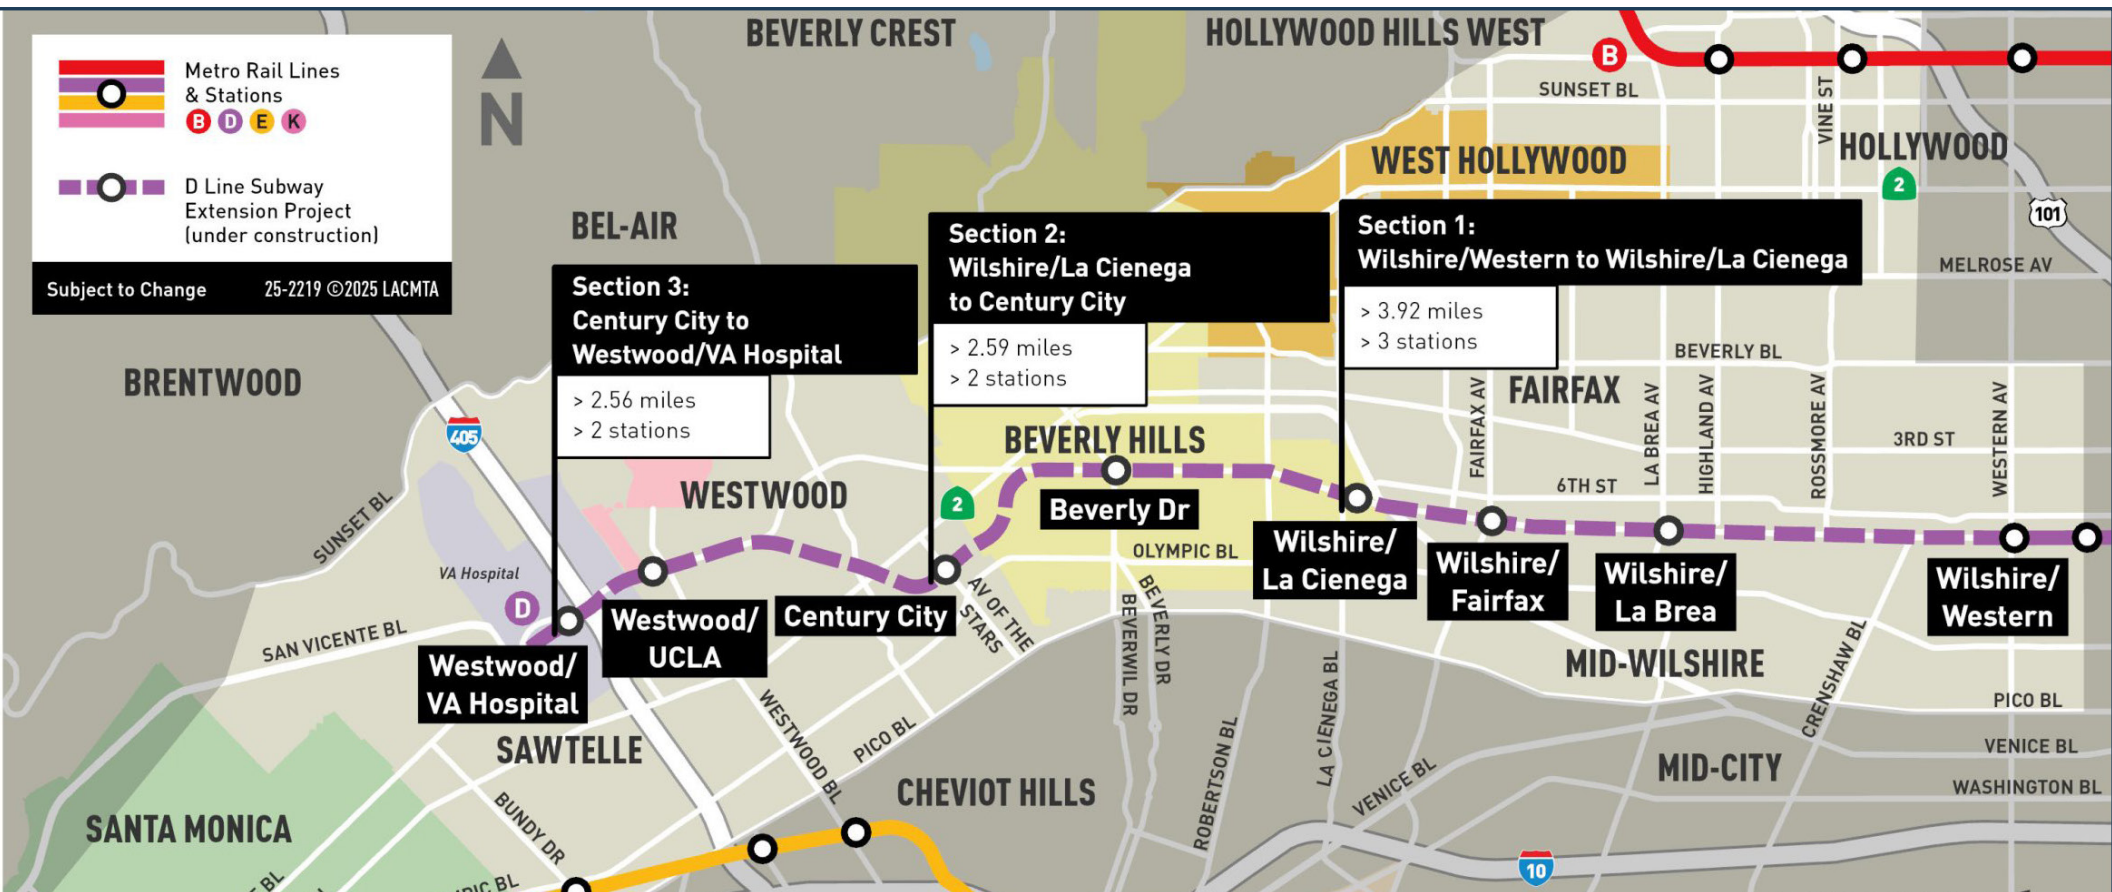 Metro Rail Lines
& Stations
B D E K
D Line Subway
Extension Project
(under construction)
Subject to Change 25-2219 ©2025 LACMTA
N
BEVERLY CREST
HOLLYWOOD HILLS WEST
B
SUNSET BL
VINE ST
HOLLYWOOD
2
101
WEST HOLLYWOOD
BEL-AIR
MELROSE AV
Section 3:
Century City to
Westwood/VA Hospital
> 2.56 miles
> 2 stations
Section 2:
Wilshire/La Cienega
to Century City
> 2.59 miles
> 2 stations
Section 1:
Wilshire/Western to Wilshire/La Cienega
> 3.92 miles
> 3 stations
BRENTWOOD
405
BEVERLY HILLS
FAIRFAX
BEVERLY BL
FAIRFAX AV
LA BREA AV
HIGHLAND AV
ROSSMORE AV
WESTERN AV
3RD ST
6TH ST
WESTWOOD
2
SUNSET BL
VA Hospital
D
SAN VICENTE BL
Westwood/
VA Hospital
Westwood/
UCLA
Century City
Beverly Dr
Wilshire/
La Cienega
Wilshire/
Fairfax
Wilshire/
La Brea
Wilshire/
Western
OLYMPIC BL
AV OF THE
STARS
BEVERWIL DR
BEVERLY DR
MID-WILSHIRE
CRENSHAW BL
PICO BL
VENICE BL
WASHINGTON BL
MID-CITY
SAWTELLE
WESTWOOD BL
PICO BL
CHEVIOT HILLS
ROBERTSON BL
LA CIENEGA BL
VENICE BL
SANTA MONICA
BUNDY DR
BL
PIC BL
10